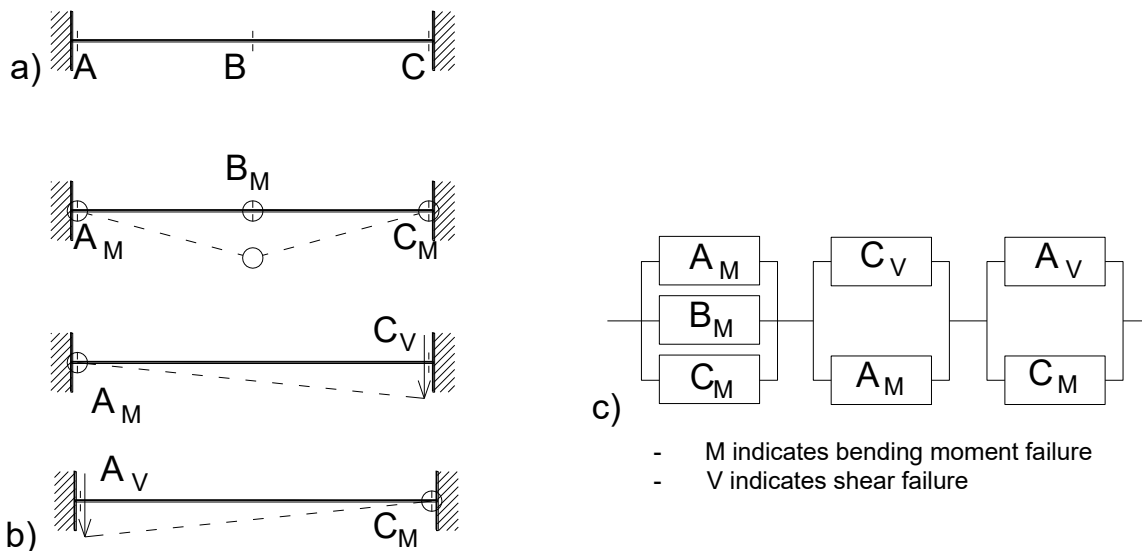 a)
A B C
B_M
A_M C_M
C_V
A_M
A_V
C_M
b)
A_M C_V A_V
B_M
C_M A_M C_M
c)
- M indicates bending moment failure
- V indicates shear failure